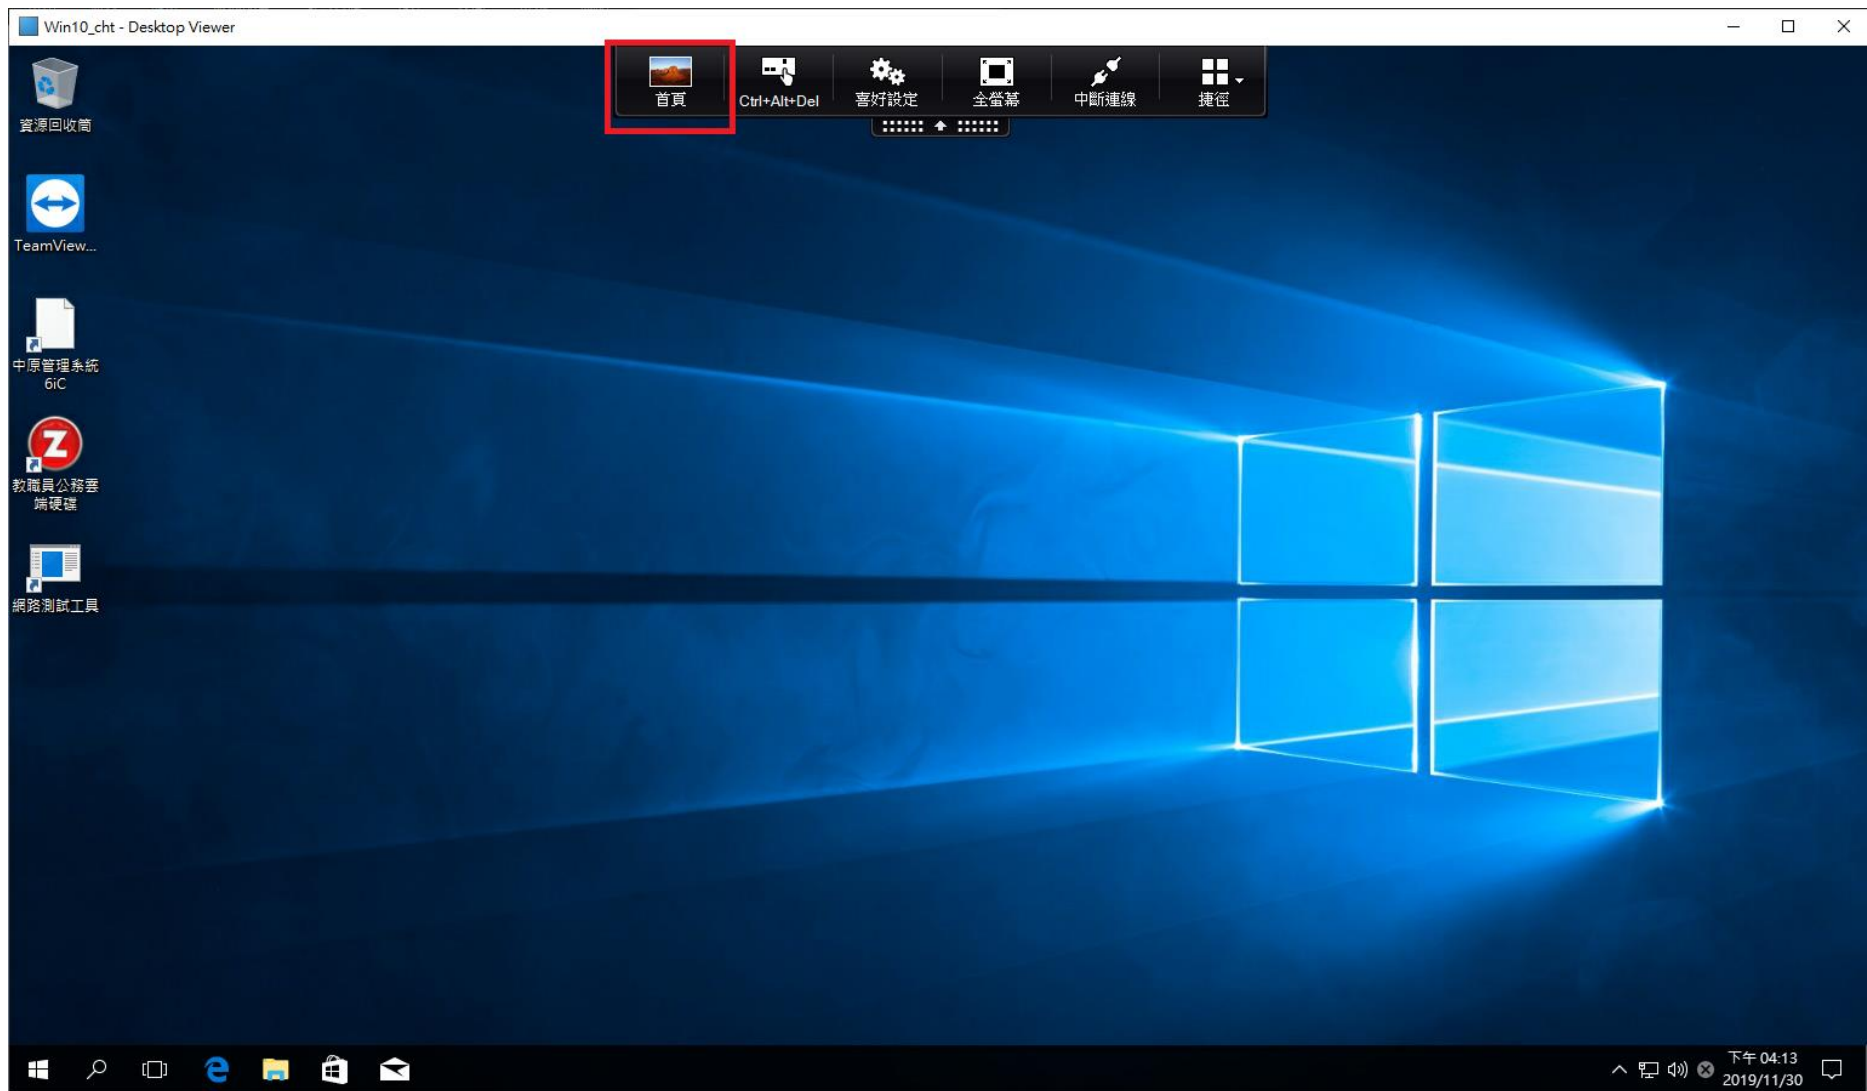 Win10_cht - Desktop Viewer
首頁
Ctrl+Alt+Del
喜好設定
全螢幕
中斷連線
捷徑
資源回收筒
TeamView...
中原管理系統
6iC
教職員公務雲
端硬碟
網路測試工具
下午 04:13
2019/11/30